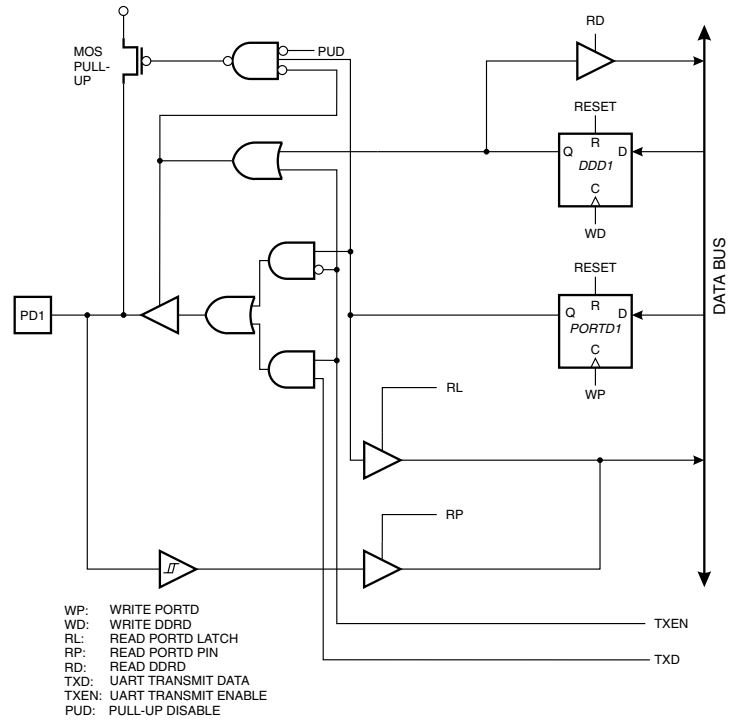 RD
MOS
PULL-
UP
PUD
RESET
R
Q
D
DDD1
C
WD
DATA BUS
RESET
R
Q
D
PORTD1
C
WP
PD1
RL
RP
TXEN
TXD
WP: WRITE PORTD
WD: WRITE DDRD
RL: READ PORTD LATCH
RP: READ PORTD PIN
RD: READ DDRD
TXD: UART TRANSMIT DATA
TXEN: UART TRANSMIT ENABLE
PUD: PULL-UP DISABLE